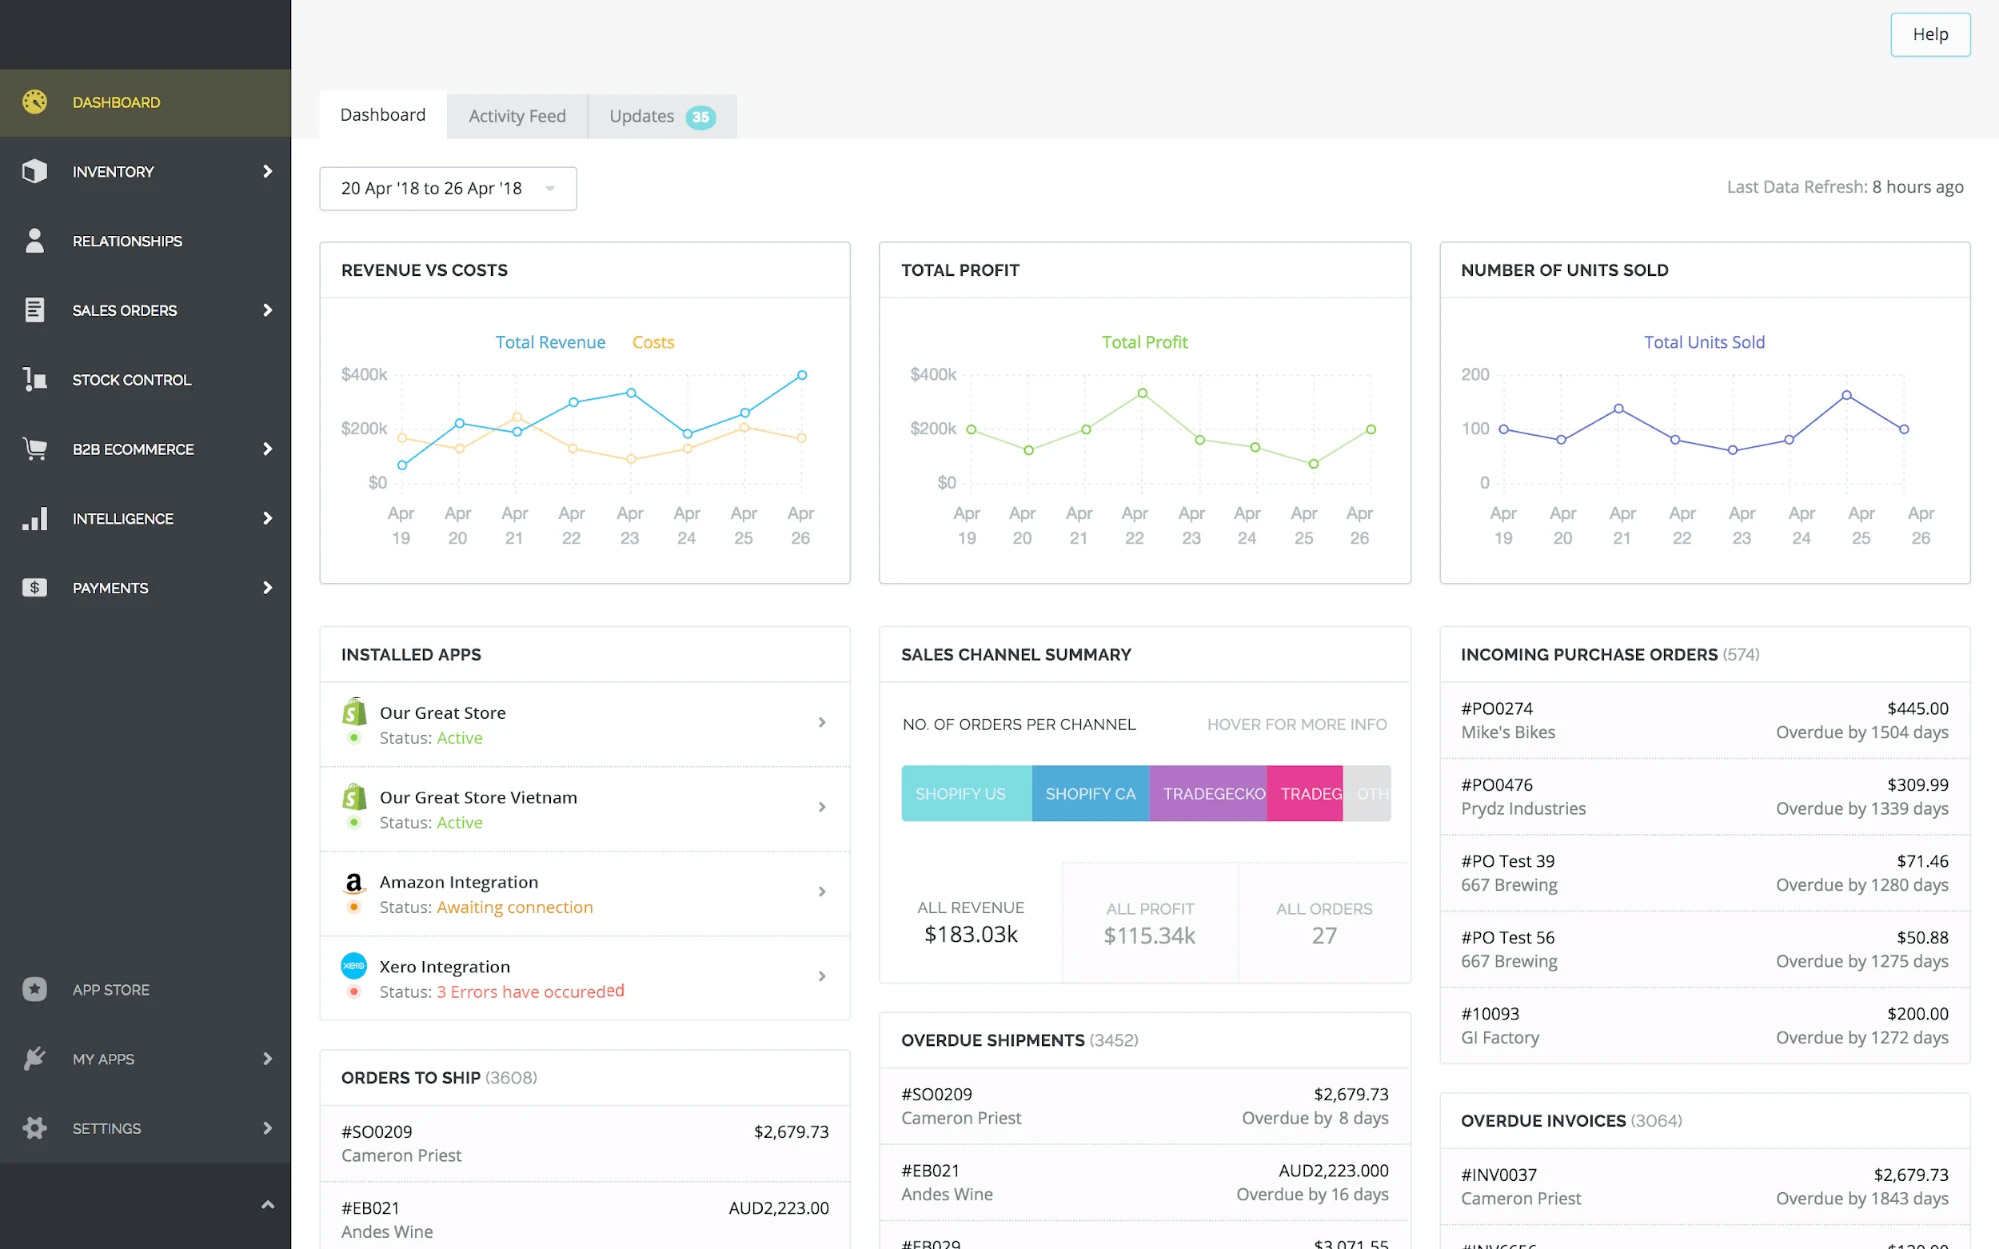 Help
DASHBOARD
INVENTORY
RELATIONSHIPS
SALES ORDERS
STOCK CONTROL
B2B ECOMMERCE
INTELLIGENCE
PAYMENTS
APP STORE
MY APPS
SETTINGS
Dashboard Activity Feed Updates 35
20 Apr '18 to 26 Apr '18
Last Data Refresh: 8 hours ago
REVENUE VS COSTS
Total Revenue Costs
$400k
$200k
$0
Apr Apr Apr Apr Apr Apr Apr Apr
19 20 21 22 23 24 25 26
TOTAL PROFIT
Total Profit
$400k
$200k
$0
Apr Apr Apr Apr Apr Apr Apr Apr
19 20 21 22 23 24 25 26
NUMBER OF UNITS SOLD
Total Units Sold
200
100
0
Apr Apr Apr Apr Apr Apr Apr Apr
19 20 21 22 23 24 25 26
INSTALLED APPS
Our Great Store
Status: Active
Our Great Store Vietnam
Status: Active
a
Amazon Integration
Status: Awaiting connection
xero
Xero Integration
Status: 3 Errors have occureded
ORDERS TO SHIP (3608)
#SO0209 $2,679.73
Cameron Priest
#EB021 AUD2,223.00
Andes Wine
SALES CHANNEL SUMMARY
NO. OF ORDERS PER CHANNEL HOVER FOR MORE INFO
SHOPIFY US SHOPIFY CA TRADEGECKO TRADEG OTH
ALL REVENUE ALL PROFIT ALL ORDERS
$183.03k $115.34k 27
OVERDUE SHIPMENTS (3452)
#SO0209 $2,679.73
Cameron Priest Overdue by 8 days
#EB021 AUD2,223.000
Andes Wine Overdue by 16 days
#EB029 $3,071.55
INCOMING PURCHASE ORDERS (574)
#PO0274 $445.00
Mike's Bikes Overdue by 1504 days
#PO0476 $309.99
Prydz Industries Overdue by 1339 days
#PO Test 39 $71.46
667 Brewing Overdue by 1280 days
#PO Test 56 $50.88
667 Brewing Overdue by 1275 days
#10093 $200.00
GI Factory Overdue by 1272 days
OVERDUE INVOICES (3064)
#INV0037 $2,679.73
Cameron Priest Overdue by 1843 days